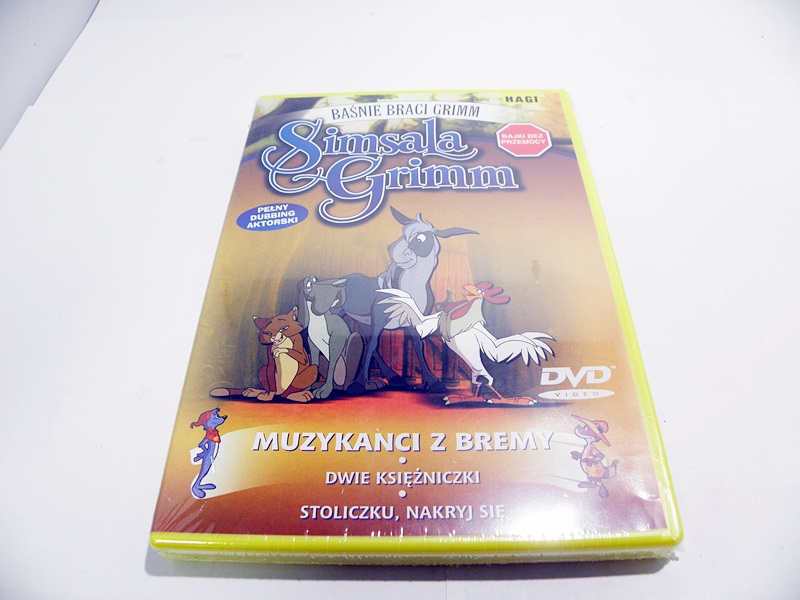 HAGI
BAŚNIE BRACI GRIMM
Simsala
Grimm
BAJKI BEZ
PRZEMOCY
PEŁNY
DUBBING
AKTORSKI
DVD
VIDEO
MUZYKANCI Z BREMY
•
DWIE KSIĘŻNICZKI
•
STOLICZKU, NAKRYJ SIĘ